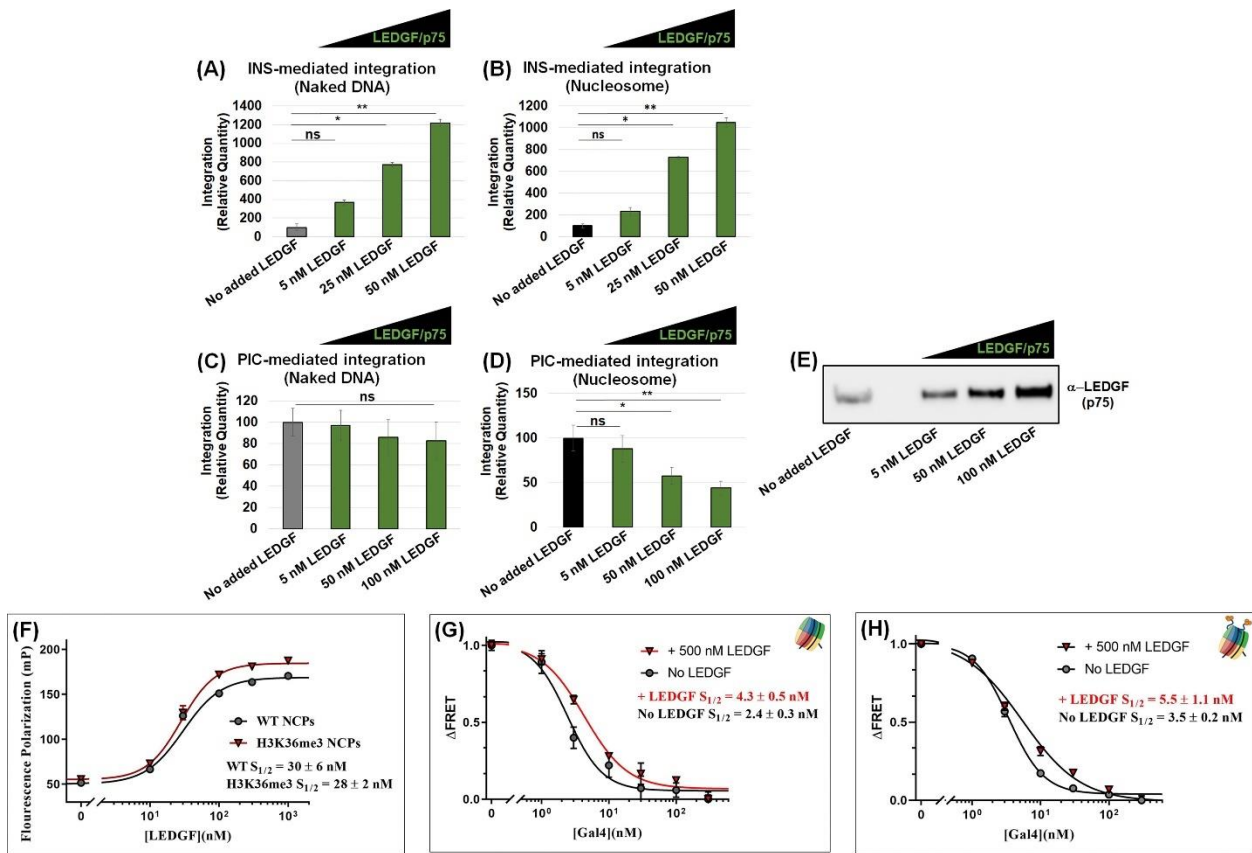 LEDGF/p75
(A) INS-mediated integration
(Naked DNA)
Integration
(Relative Quantity)
1400
1200
1000
800
600
400
200
0
ns
*
**
No added LEDGF
5 nM LEDGF
25 nM LEDGF
50 nM LEDGF
LEDGF/p75
(B) INS-mediated integration
(Nucleosome)
Integration
(Relative Quantity)
1200
1000
800
600
400
200
0
ns
*
**
No added LEDGF
5 nM LEDGF
25 nM LEDGF
50 nM LEDGF
LEDGF/p75
(C) PIC-mediated integration
(Naked DNA)
Integration
(Relative Quantity)
120
100
80
60
40
20
0
ns
No added LEDGF
5 nM LEDGF
50 nM LEDGF
100 nM LEDGF
LEDGF/p75
(D) PIC-mediated integration
(Nucleosome)
Integration
(Relative Quantity)
150
100
50
0
ns
*
**
No added LEDGF
5 nM LEDGF
50 nM LEDGF
100 nM LEDGF
LEDGF/p75
(E)
α-LEDGF
(p75)
No added LEDGF
5 nM LEDGF
50 nM LEDGF
100 nM LEDGF
(F)
Flourescence Polarization (mP)
200
150
100
50
WT NCPs
H3K36me3 NCPs
WT S1/2 = 30 ± 6 nM
H3K36me3 S1/2 = 28 ± 2 nM
0
10¹
10²
10³
[LEDGF](nM)
(G)
ΔFRET
1.0
0.5
0.0
+ 500 nM LEDGF
No LEDGF
+ LEDGF S1/2 = 4.3 ± 0.5 nM
No LEDGF S1/2 = 2.4 ± 0.3 nM
0
10⁰
10¹
10²
[Gal4](nM)
(H)
ΔFRET
1.0
0.5
0.0
+ 500 nM LEDGF
No LEDGF
+ LEDGF S1/2 = 5.5 ± 1.1 nM
No LEDGF S1/2 = 3.5 ± 0.2 nM
0
10⁰
10¹
10²
[Gal4](nM)